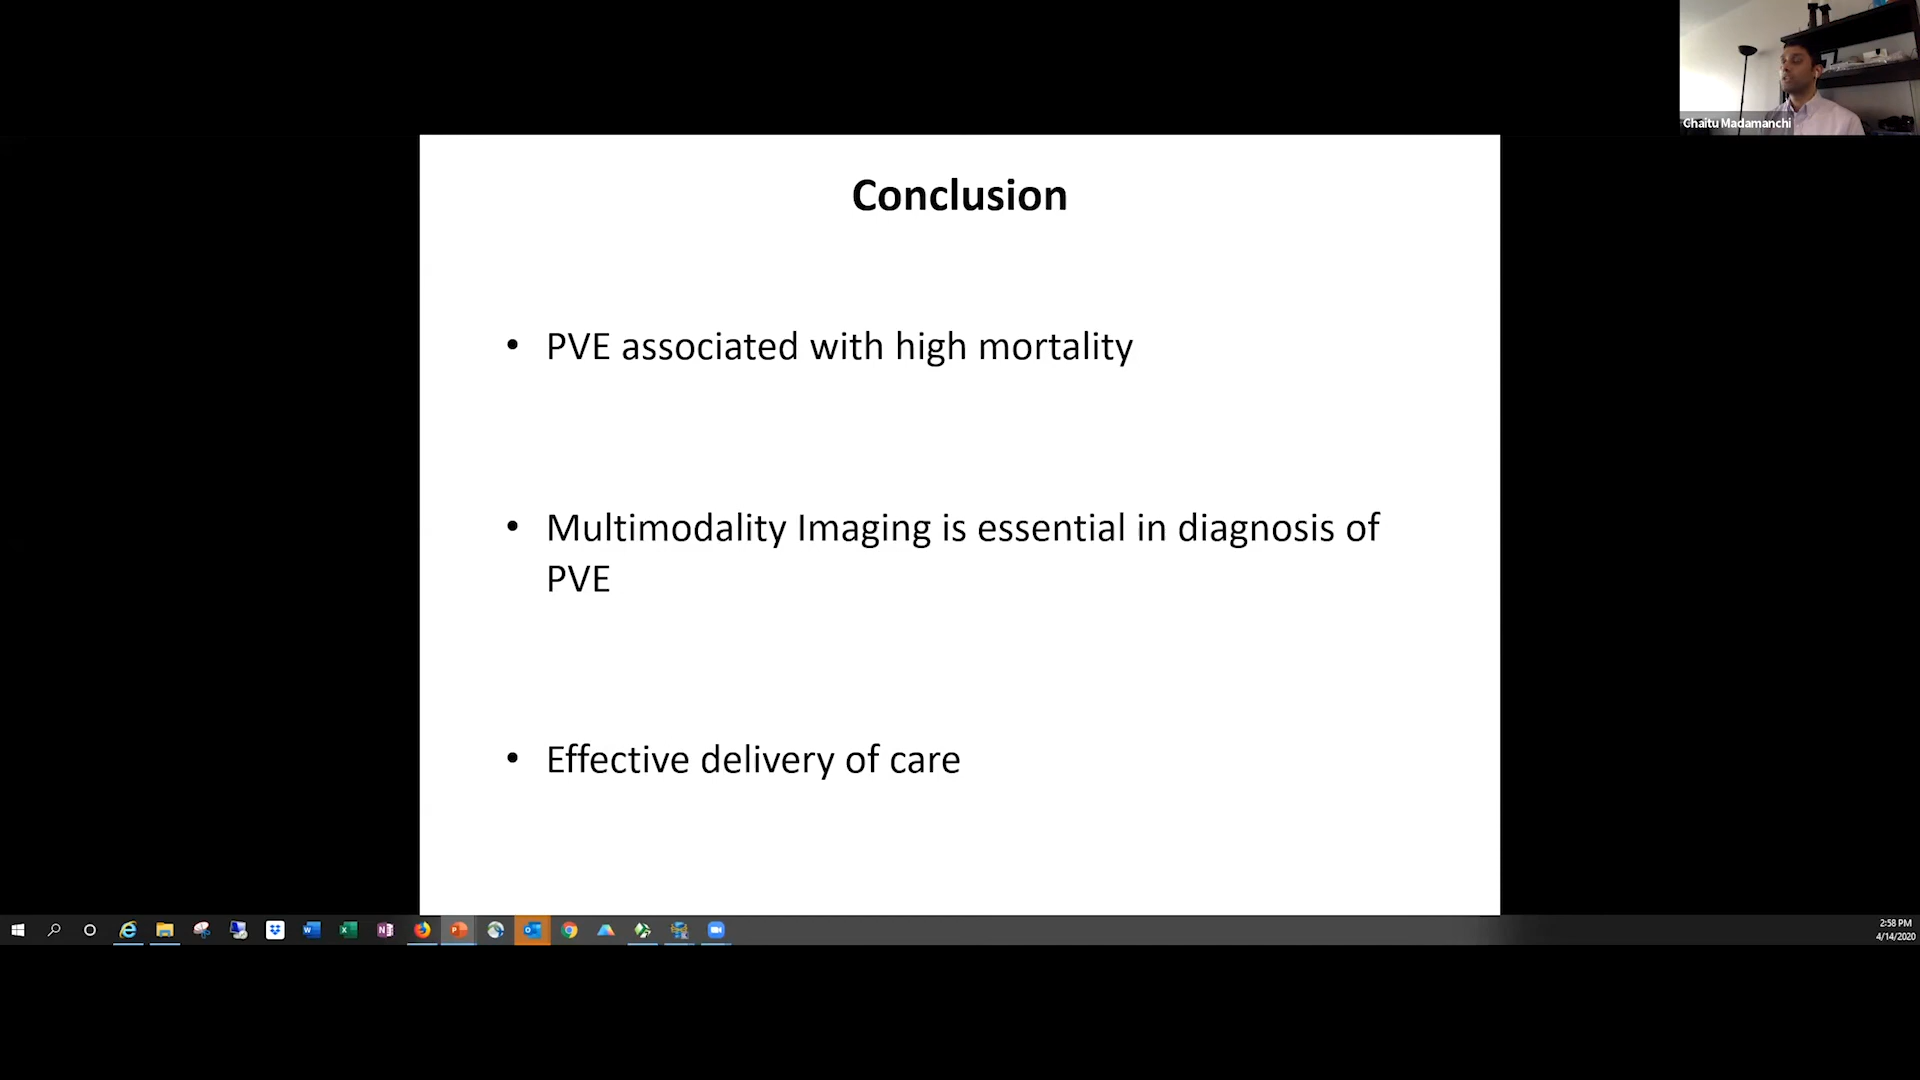 Chaitu Madamanchi
Conclusion
• PVE associated with high mortality
• Multimodality Imaging is essential in diagnosis of
PVE
• Effective delivery of care
2:58 PM
4/14/2020